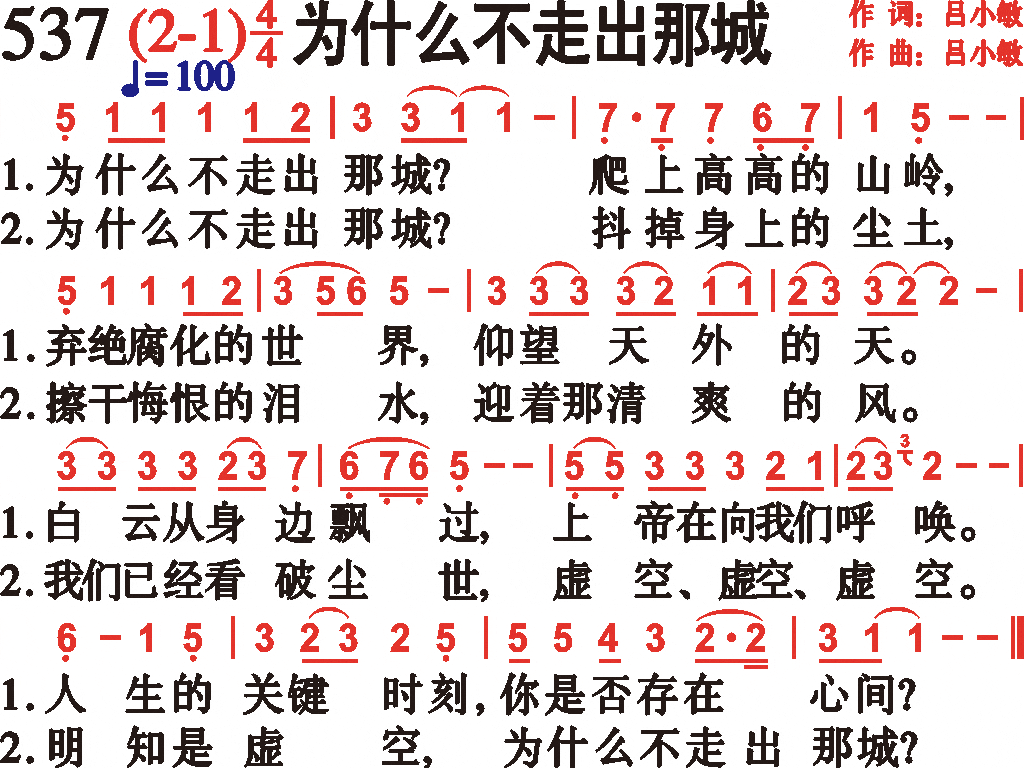 537 (2-1) 4/4 为什么不走出那城 作 词：吕小敏
♩=100 作 曲：吕小敏
5 1 1 1 1 2 | 3 3 1 1 - | 7 · 7 7 6 7 | 1 5 - - |
1.为什么不走出 那城? 爬上高高的 山岭,
2.为什么不走出 那城? 抖掉身上的 尘土,
5 1 1 1 2 | 3 5 6 5 - | 3 3 3 3 2 1 1 | 2 3 3 2 2 - |
1.弃绝腐化的世 界, 仰望 天 外 的 天。
2.擦干悔恨的泪 水, 迎着那清 爽 的 风。
3 3 3 3 2 3 7 | 6 7 6 5 - - | 5 5 3 3 3 2 1 | 2 3 3 2 - - |
1.白 云从身 边飘 过, 上 帝在向我们呼 唤。
2.我们已经看 破尘 世, 虚 空、虚空、虚 空。
6 - 1 5 | 3 2 3 2 5 | 5 5 4 3 2 · 2 | 3 1 1 - - ‖
1.人 生的 关键 时刻,你是否存在 心间?
2.明 知是 虚 空, 为什么不走出 那城?